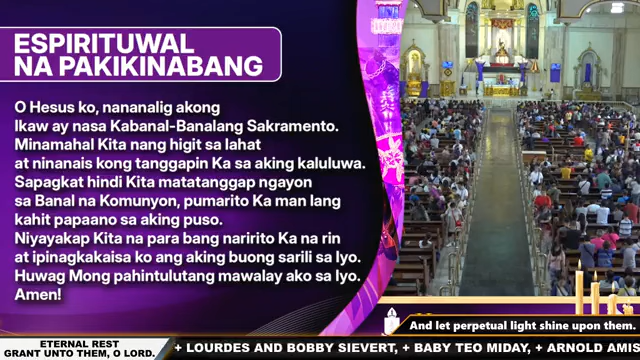 ESPIRITUWAL
NA PAKIKINABANG
O Hesus ko, nananalig akong
Ikaw ay nasa Kabanal-Banalang Sakramento.
Minamahal Kita nang higit sa lahat
at ninanais kong tanggapin Ka sa aking kaluluwa.
Sapagkat hindi Kita matatanggap ngayon
sa Banal na Komunyon, pumarito Ka man lang
kahit papaano sa aking puso.
Niyayakap Kita na para bang naririto Ka na rin
at ipinagkakaisa ko ang aking buong sarili sa Iyo.
Huwag Mong pahintulutang mawalay ako sa Iyo.
Amen!
And let perpetual light shine upon them.
ETERNAL REST
GRANT UNTO THEM, O LORD.
+ LOURDES AND BOBBY SIEVERT, + BABY TEO MIDAY, + ARNOLD AMIS